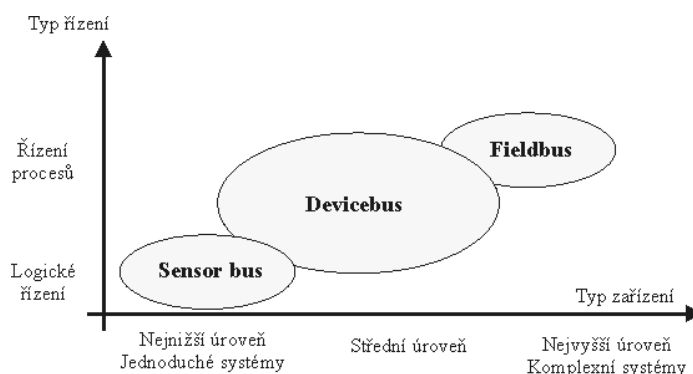 Typ řízení
Řízení
procesů
Fieldbus
Devicebus
Logické
řízení
Sensor bus
Typ zařízení
Nejnižší úroveň
Jednoduché systémy
Střední úroveň
Nejvyšší úroveň
Komplexní systémy